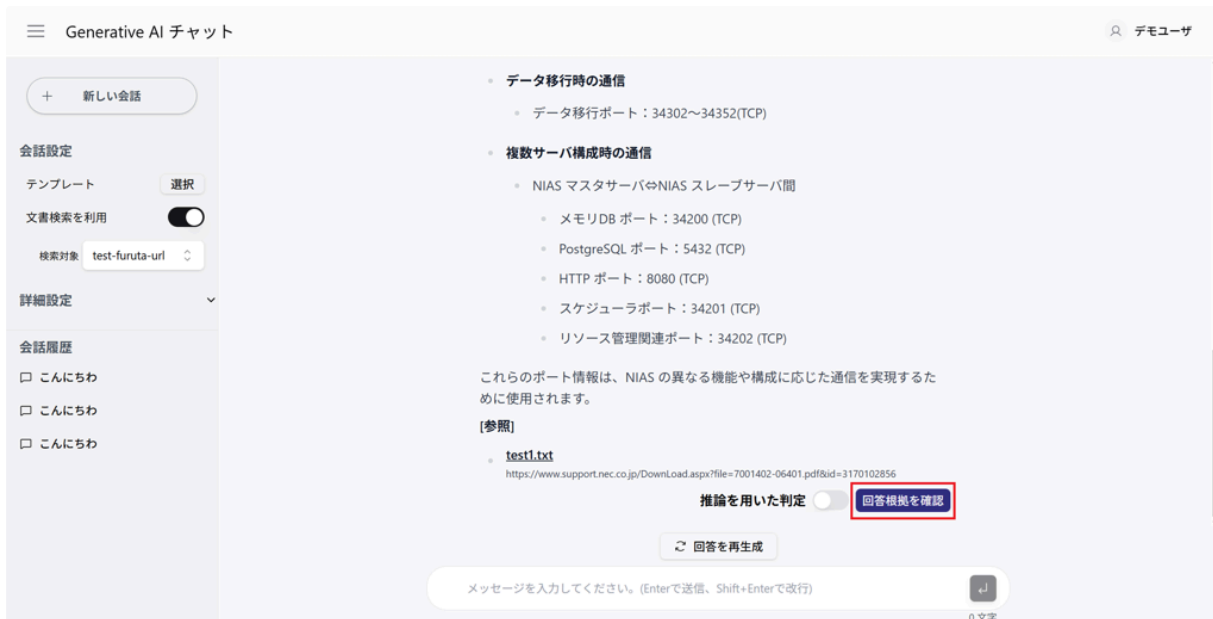 Generative AI チャット
デモユーザ
新しい会話
会話設定
テンプレート
選択
文書検索を利用
検索対象
test-furuta-url
詳細設定
会話履歴
こんにちわ
こんにちわ
こんにちわ
データ移行時の通信
データ移行ポート：34302～34352(TCP)
複数サーバ構成時の通信
NIAS マスタサーバ⇔NIAS スレーブサーバ間
メモリDB ポート：34200 (TCP)
PostgreSQL ポート：5432 (TCP)
HTTP ポート：8080 (TCP)
スケジューラポート：34201 (TCP)
リソース管理関連ポート：34202 (TCP)
これらのポート情報は、NIAS の異なる機能や構成に応じた通信を実現するた
めに使用されます。
[参照]
test1.txt
https://www.support.nec.co.jp/DownLoad.aspx?file=7001402-06401.pdf&id=3170102856
推論を用いた判定
回答根拠を確認
回答を再生成
メッセージを入力してください。(Enterで送信、Shift+Enterで改行)
0 文字